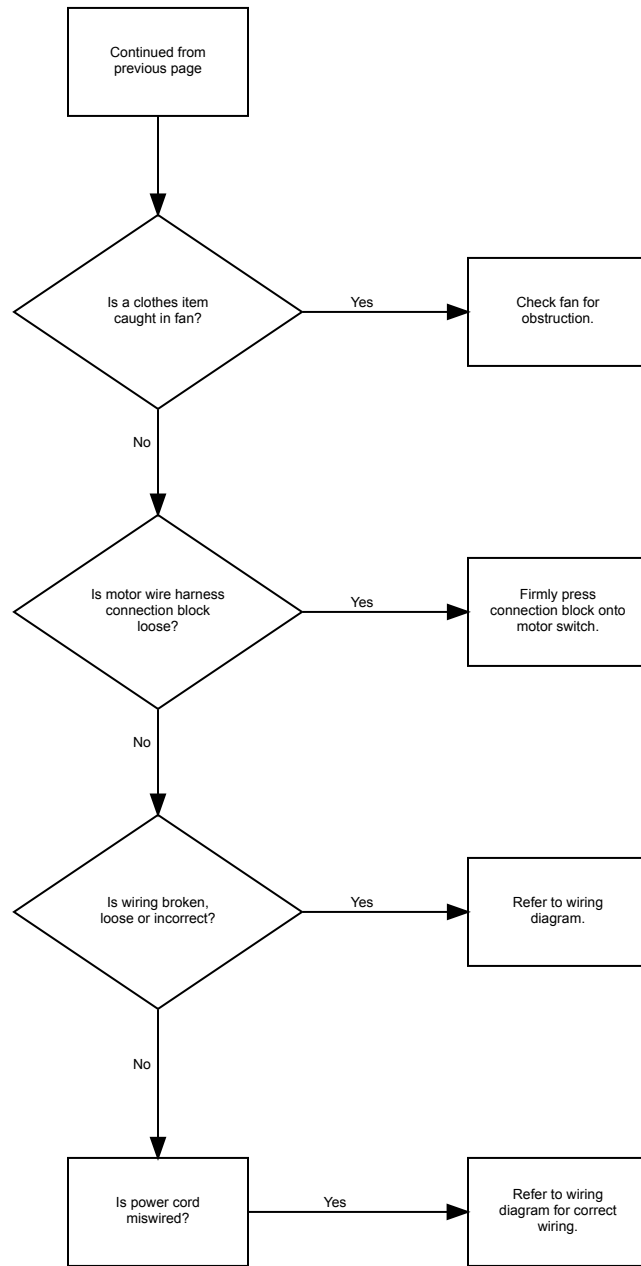 Continued from
previous page
Is a clothes item
caught in fan?
Yes
Check fan for
obstruction.
No
Is motor wire harness
connection block
loose?
Yes
Firmly press
connection block onto
motor switch.
No
Is wiring broken,
loose or incorrect?
Yes
Refer to wiring
diagram.
No
Is power cord
miswired?
Yes
Refer to wiring
diagram for correct
wiring.